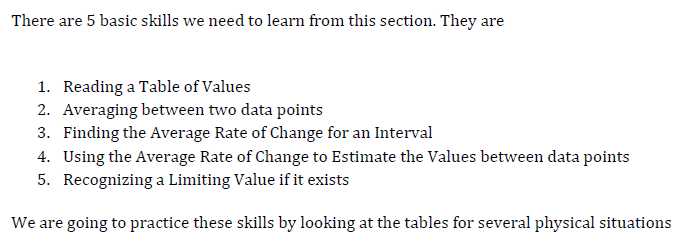 There are 5 basic skills we need to learn from this section. They are
1. Reading a Table of Values
2. Averaging between two data points
3. Finding the Average Rate of Change for an Interval
4. Using the Average Rate of Change to Estimate the Values between data points
5. Recognizing a Limiting Value if it exists
We are going to practice these skills by looking at the tables for several physical situations